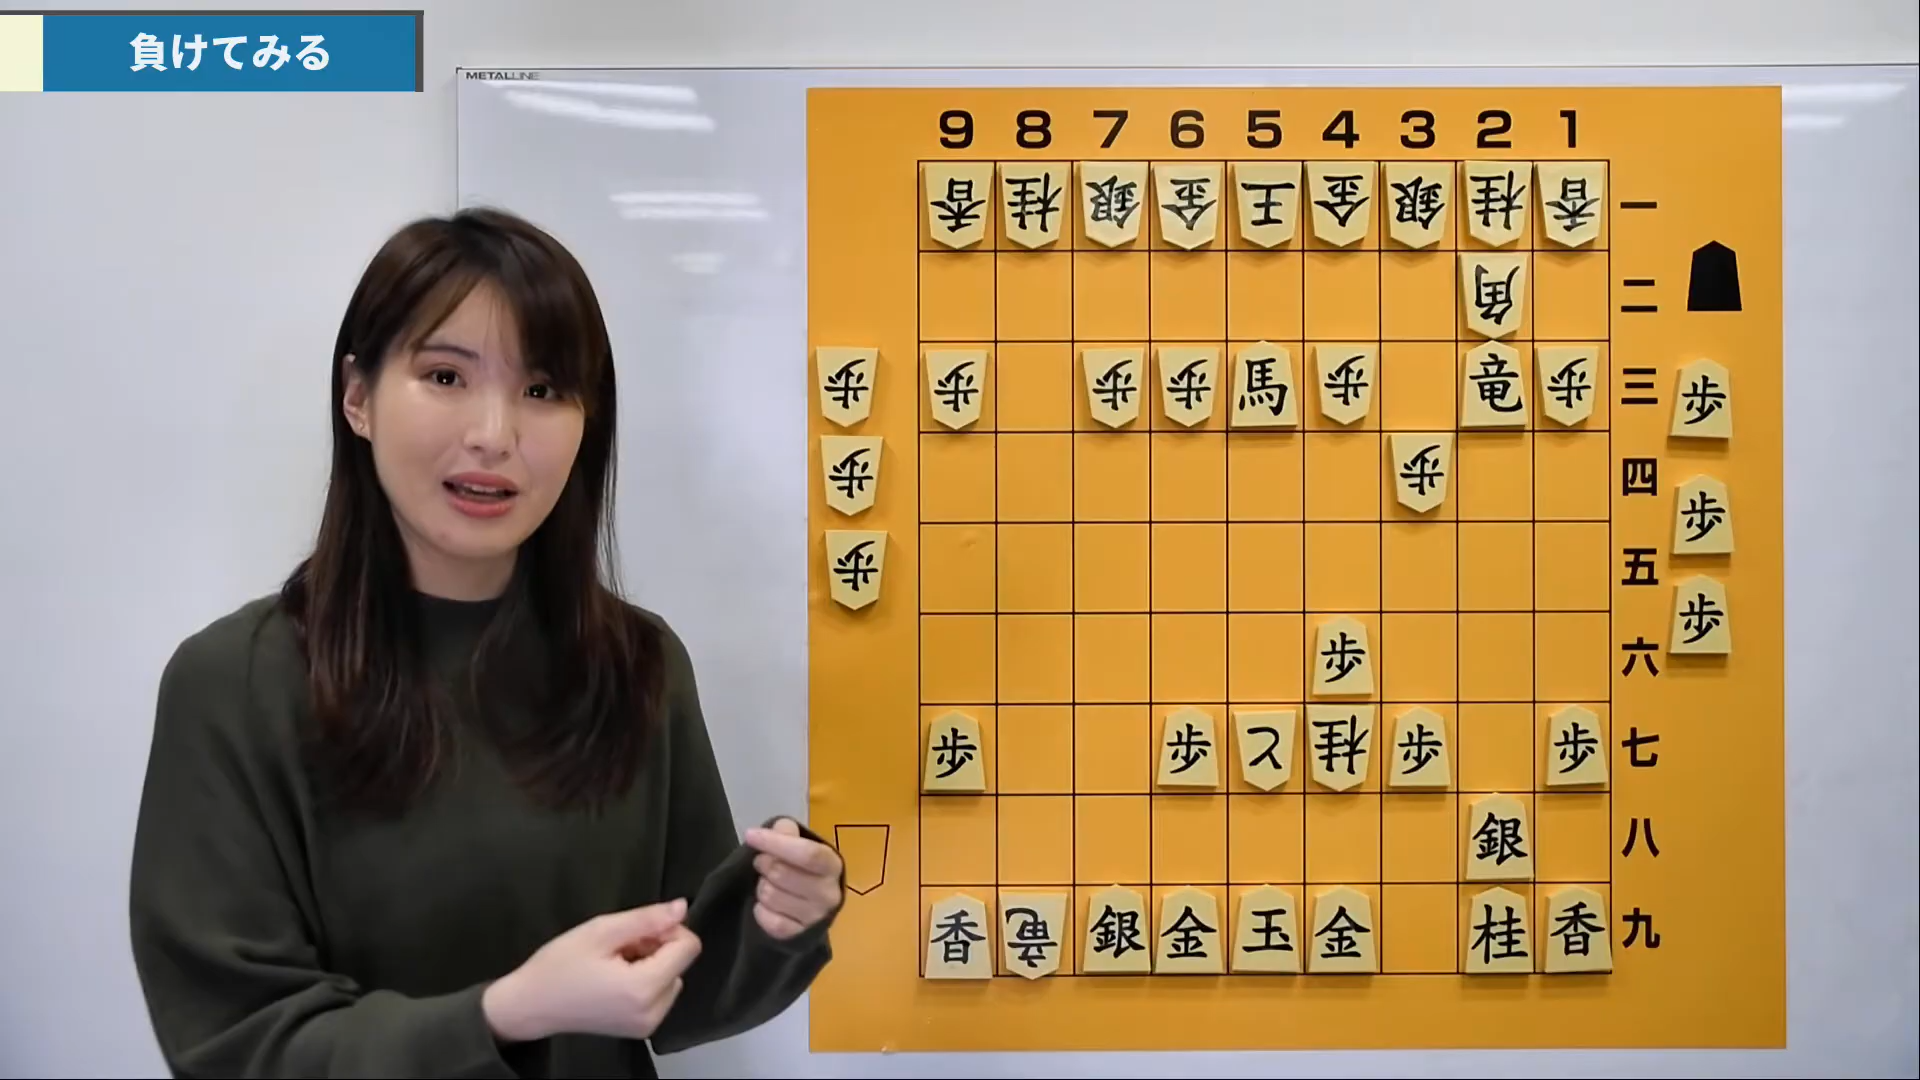 負けてみる
METALLINE
9 8 7 6 5 4 3 2 1
香 桂 銀 金 王 金 銀 桂 香 一
角 二
歩 歩 歩 歩 馬 歩 竜 歩 三 歩
歩 歩 四 歩
歩 五 歩
歩 六
歩 歩 と 桂 歩 歩 七
銀 八
香 竜 銀 金 玉 金 桂 香 九